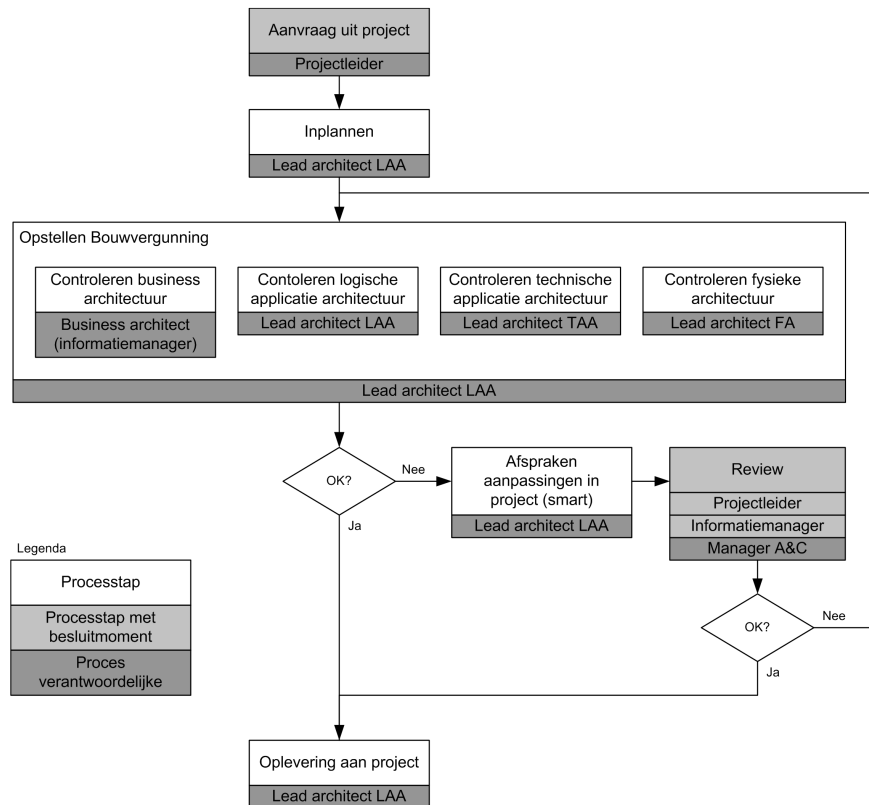 Aanvraag uit project
Projectleider
Inplannen
Lead architect LAA
Opstellen Bouwvergunning
Controleren business
architectuur
Business architect
(informatiemanager)
Contoleren logische
applicatie architectuur
Lead architect LAA
Controleren technische
applicatie architectuur
Lead architect TAA
Controleren fysieke
architectuur
Lead architect FA
Lead architect LAA
OK?
Nee
Ja
Afspraken
aanpassingen in
project (smart)
Lead architect LAA
Review
Projectleider
Informatiemanager
Manager A&C
OK?
Nee
Ja
Legenda
Processtap
Processtap met
besluitmoment
Proces
verantwoordelijke
Oplevering aan project
Lead architect LAA